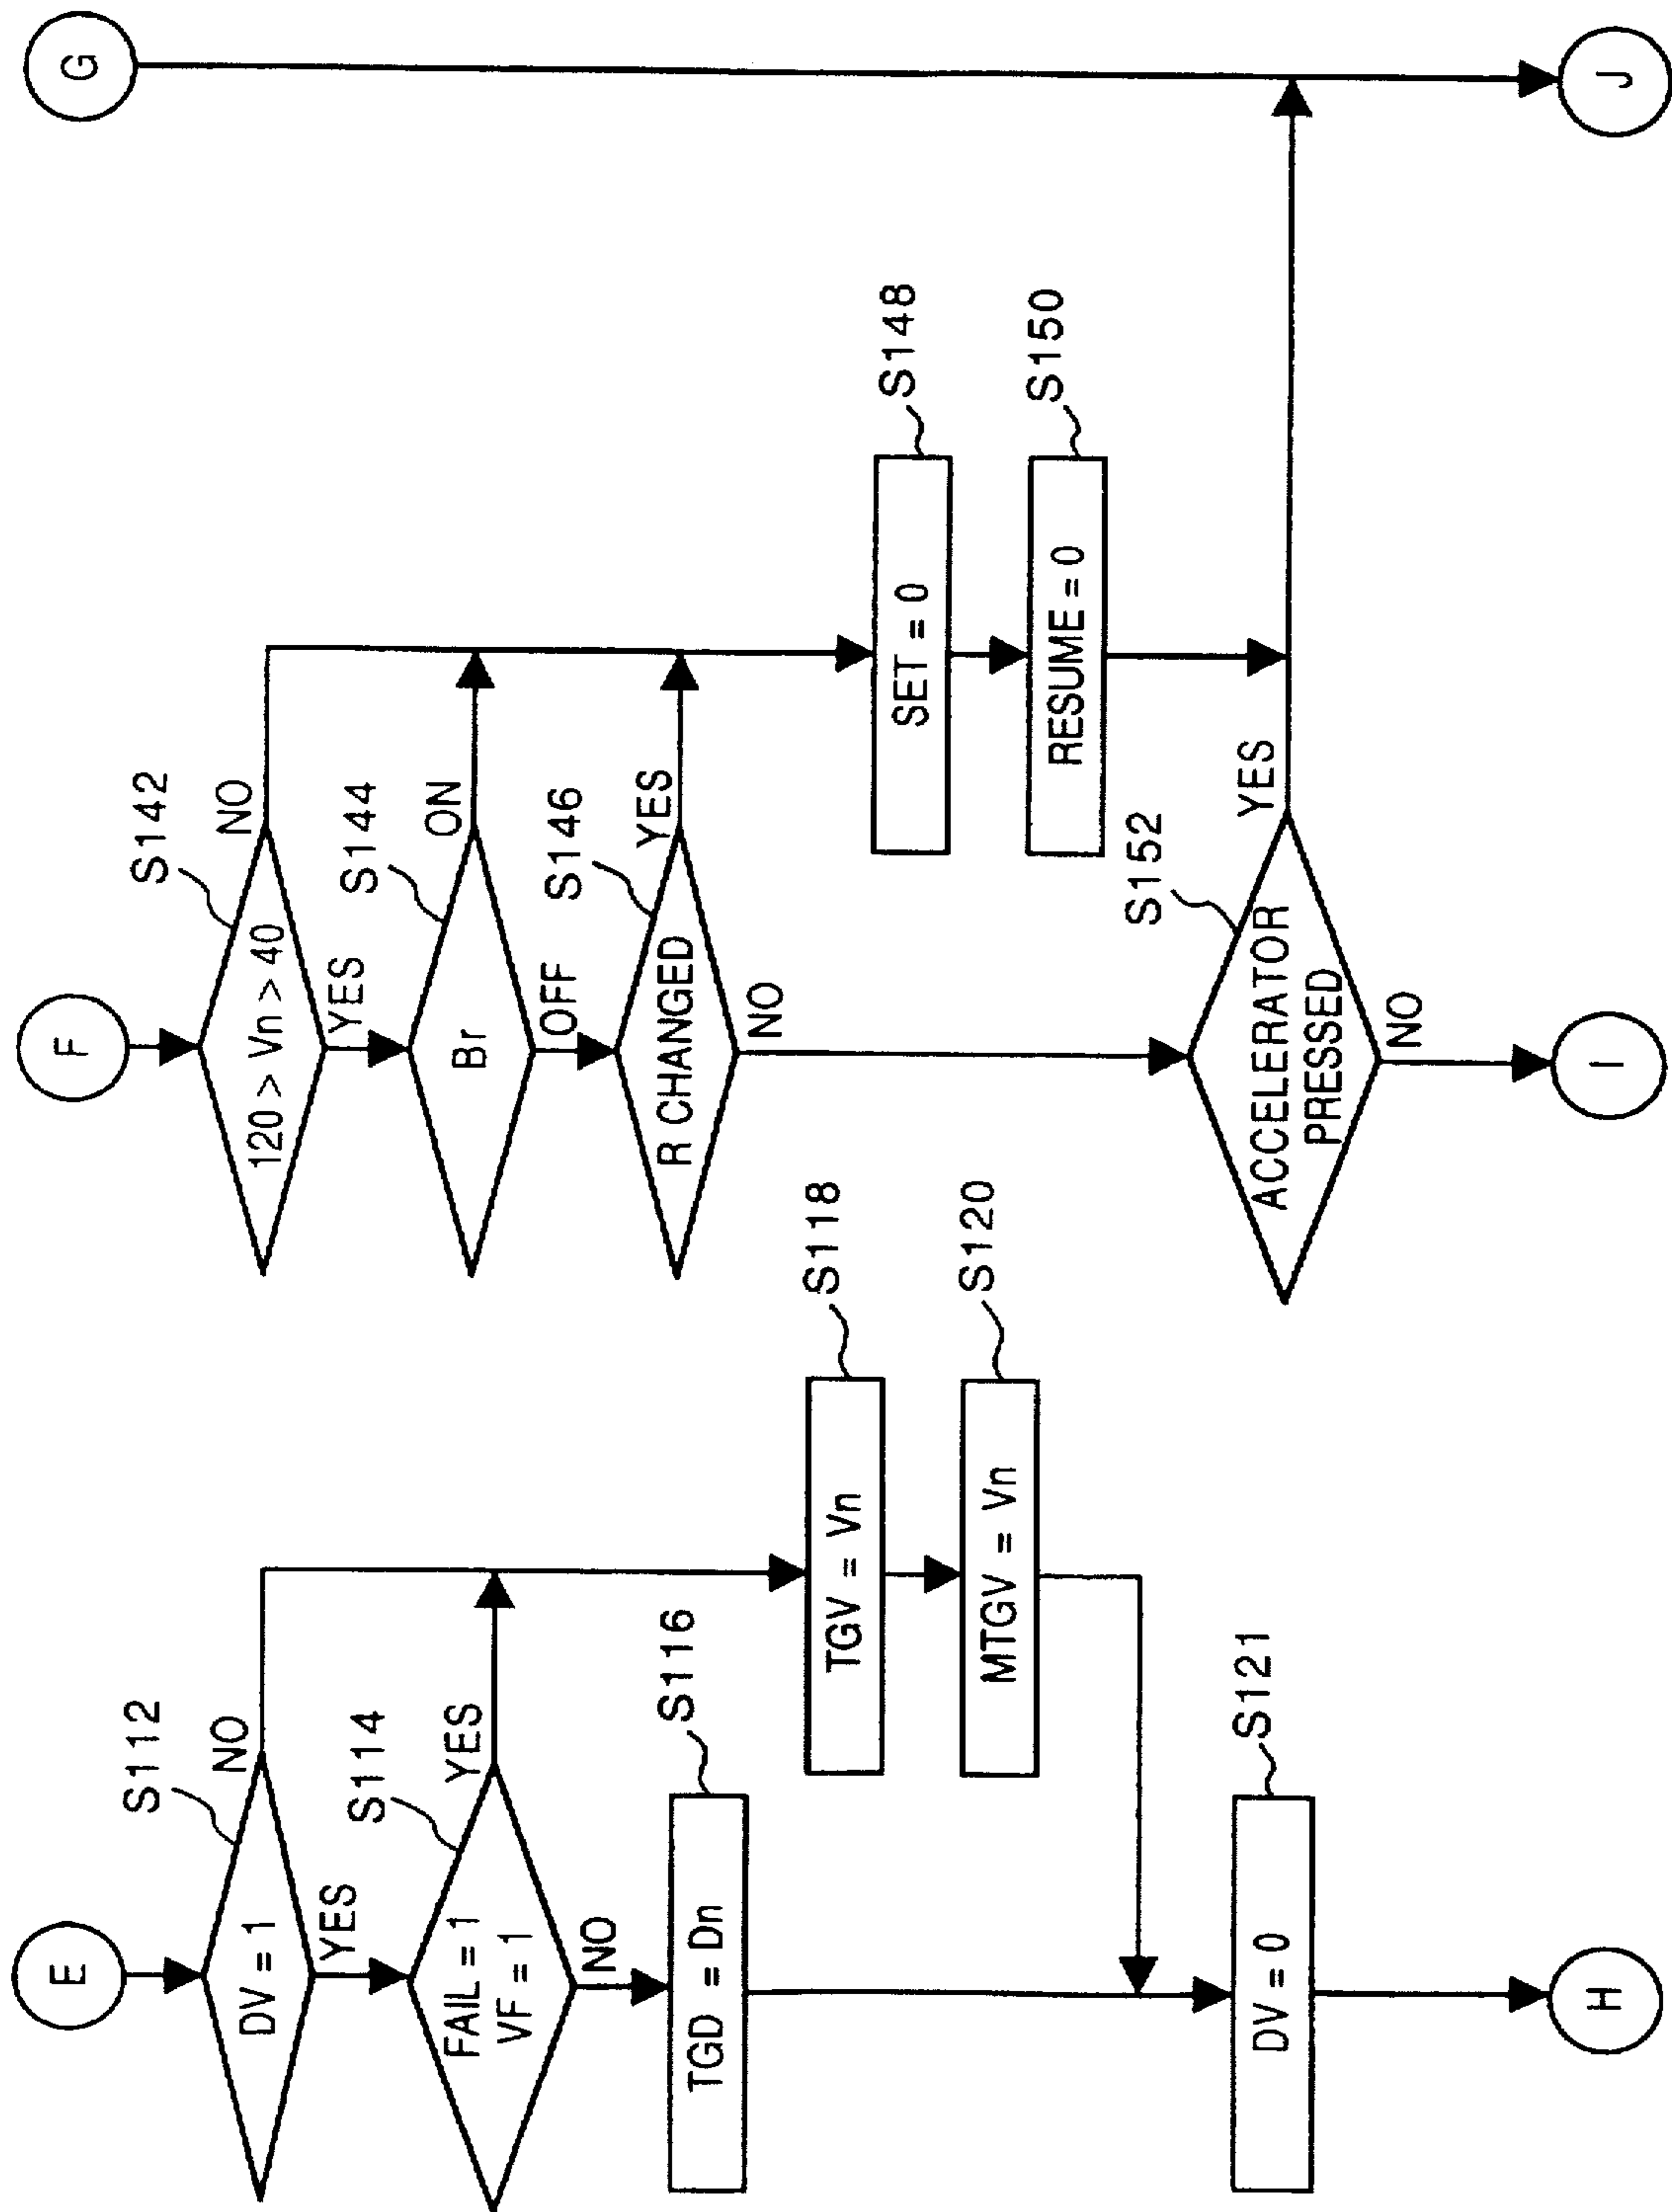 E
S112
DV = 1
NO
YES
S114
FAIL = 1
VF = 1
YES
NO
S116
TGD = Dn
S118
TGV = Vn
S120
MTGV = Vn
S121
DV = 0
H
F
S142
120 > Vn > 40
NO
YES
S144
Br
ON
OFF
S146
R CHANGED
YES
NO
S148
SET = 0
S150
RESUME = 0
S152
ACCELERATOR
PRESSED
YES
NO
I
G
J